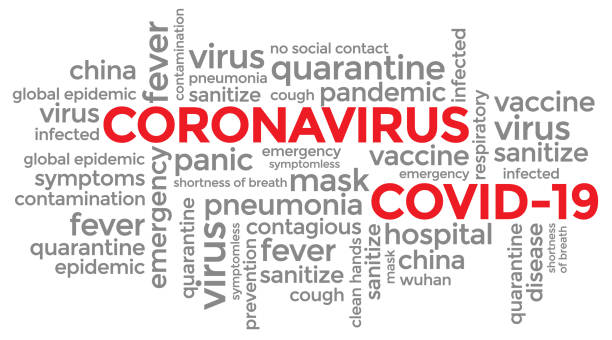 fever
contamination
virus
no social contact
infected
china
pneumonia
quarantine
global epidemic
sanitize
cough
pandemic
virus
infected
CORONAVIRUS
respiratory
vaccine
virus
sanitize
infected
global epidemic
symptoms
contamination
emergency
panic
emergency
symptomless
vaccine
emergency
shortness of breath
mask
COVID-19
fever
quarantine
epidemic
quarantine
virus
pneumonia
contagious
symptomless
prevention
fever
sanitize
cough
clean hands
sanitize
mask
hospital
china
wuhan
quarantine
disease
shortness
of breath